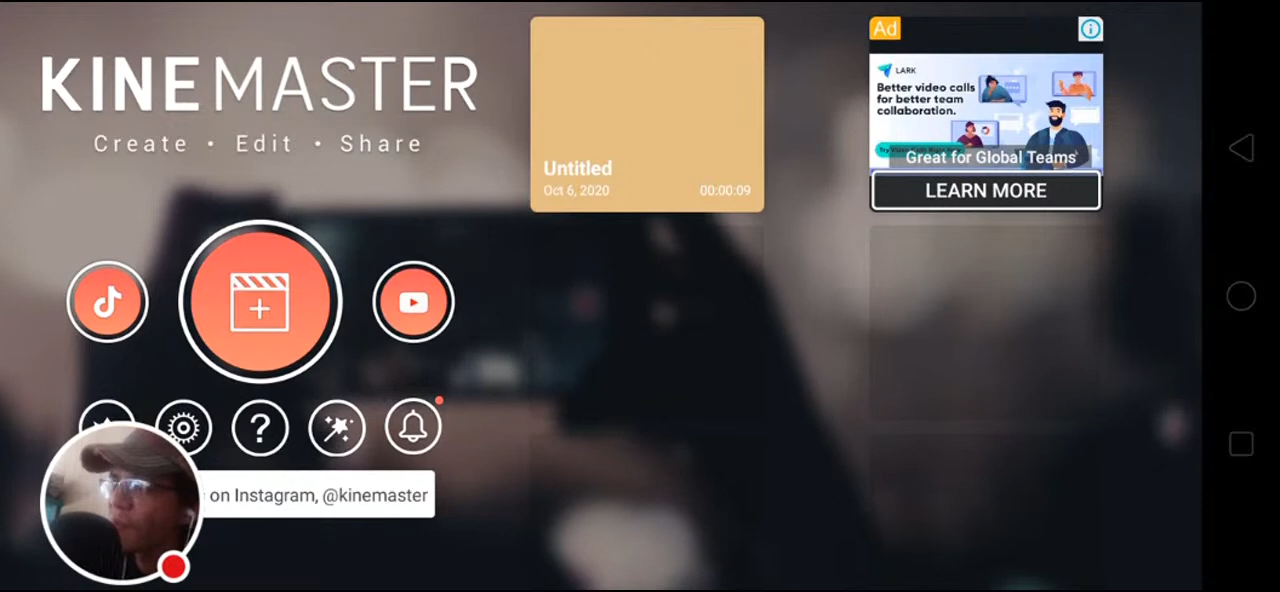 KINEMASTER
Create • Edit • Share
Untitled
Oct 6, 2020
00:00:09
Ad
LARK
Better video calls
for better team
collaboration.
Great for Global Teams
LEARN MORE
?
on Instagram, @kinemaster